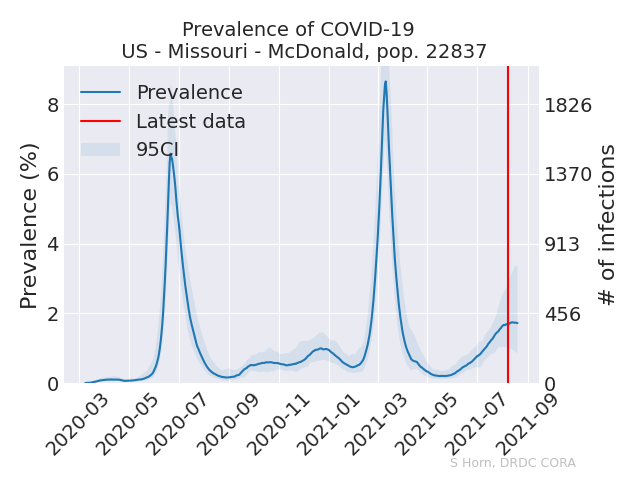 Prevalence of COVID-19
US - Missouri - McDonald, pop. 22837
Prevalence
Latest data
95CI
Prevalence (%)
8
6
4
2
0
1826
1370
913
456
0
# of infections
2020-03
2020-05
2020-07
2020-09
2020-11
2021-01
2021-03
2021-05
2021-07
2021-09
S Horn, DRDC CORA